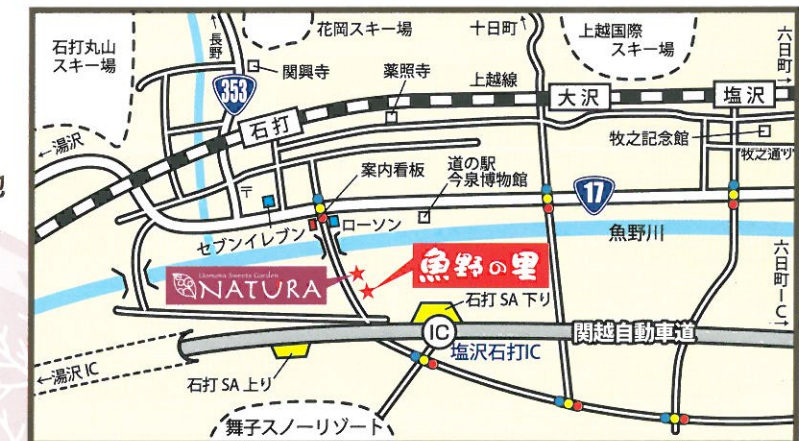 石打丸山
スキー場
↑長野
花岡スキー場
関興寺
353
薬照寺
十日町↑
上越国際
スキー場
六日町→
上越線
石打
大沢
塩沢
牧之記念館
牧之通り
←湯沢
〒
案内看板
道の駅
今泉博物館
17
セブンイレブン
ローソン
魚野川
Uonuma Sweets Garden
NATURA
魚野の里
石打SA下り
六日町IC→
IC
塩沢石打IC
関越自動車道
←湯沢IC
石打SA上り
舞子スノーリゾート